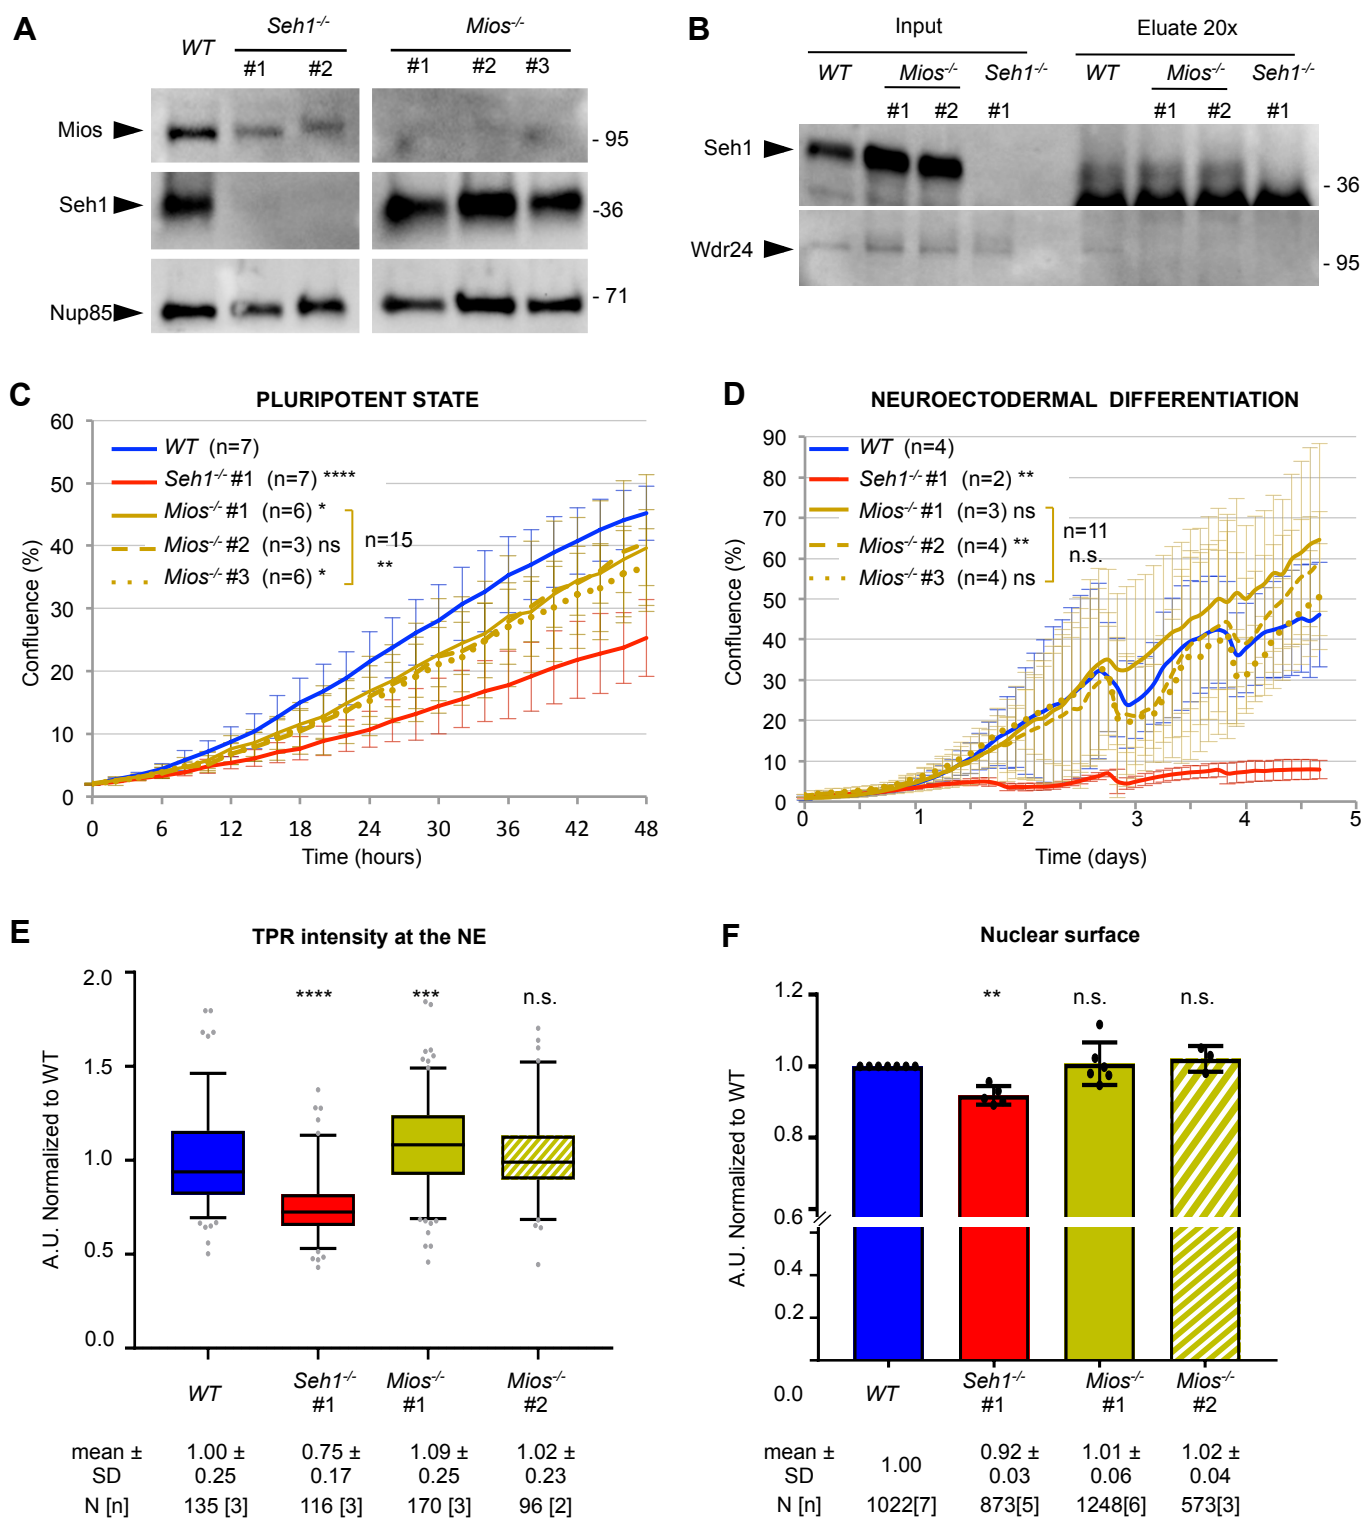 A
WT
Seh1-/-
Mios-/-
#1 #2
#1 #2 #3
Mios
- 95
Seh1
-36
- 71
Nup85
B
Input
Eluate 20x
WT Mios-/- Seh1-/- WT Mios-/- Seh1-/-
#1 #2 #1 #1 #2 #1
Seh1
- 36
Wdr24
- 95
C
PLURIPOTENT STATE
60
50
40
30
20
10
0
Confluence (%)
WT (n=7)
Seh1-/- #1 (n=7) ****
Mios-/- #1 (n=6) *
Mios-/- #2 (n=3) ns
Mios-/- #3 (n=6) *
n=15
**
0 6 12 18 24 30 36 42 48
Time (hours)
D
NEUROECTODERMAL DIFFERENTIATION
90
80
70
60
50
40
30
20
10
0
Confluence (%)
WT (n=4)
Seh1-/- #1 (n=2) **
Mios-/- #1 (n=3) ns
Mios-/- #2 (n=4) **
Mios-/- #3 (n=4) ns
n=11
n.s.
0 1 2 3 4 5
Time (days)
E
TPR intensity at the NE
2.0
1.5
1.0
0.5
0.0
A.U. Normalized to WT
**** *** n.s.
WT Seh1-/- Mios-/- Mios-/-
#1 #1 #2
mean ± 1.00 ± 0.75 ± 1.09 ± 1.02 ±
SD 0.25 0.17 0.25 0.23
N [n] 135 [3] 116 [3] 170 [3] 96 [2]
F
Nuclear surface
1.2
1.0
0.8
0.6
0.4
0.2
0.0
A.U. Normalized to WT
** n.s. n.s.
WT Seh1-/- Mios-/- Mios-/-
#1 #1 #2
mean ± 1.00 0.92 ± 1.01 ± 1.02 ±
SD 0.03 0.06 0.04
N [n] 1022[7] 873[5] 1248[6] 573[3]